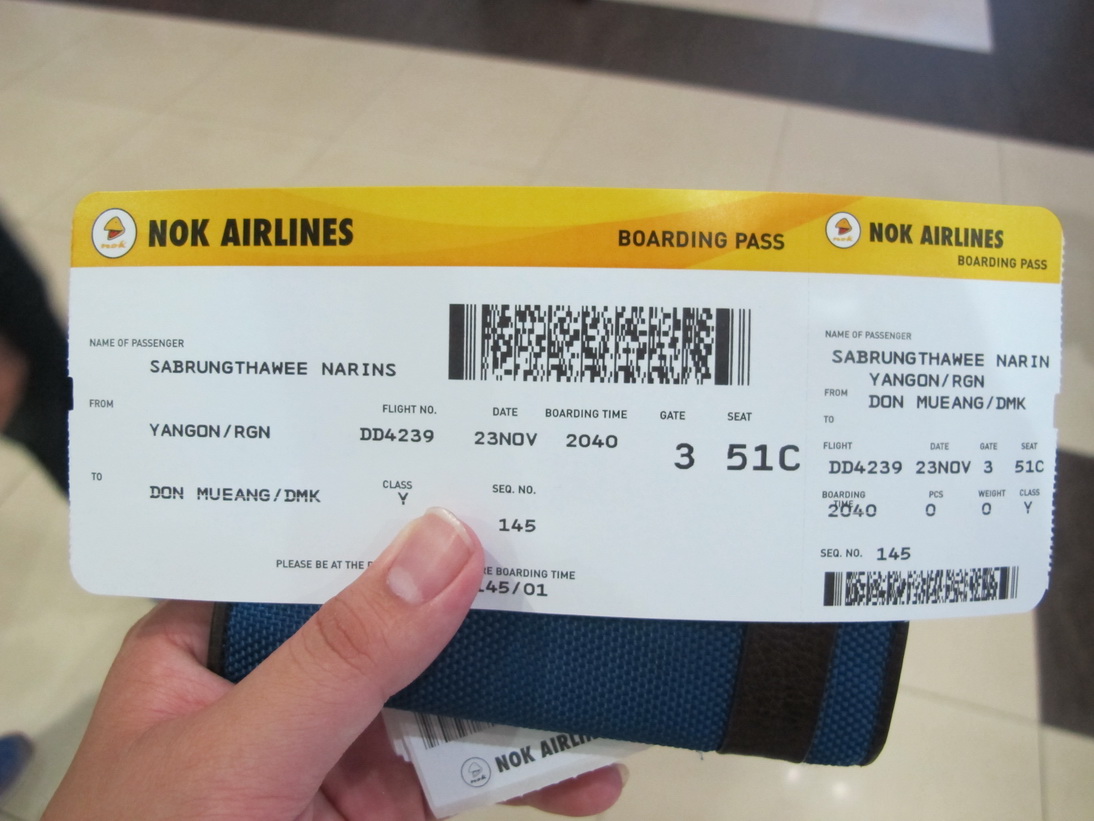 NOK AIRLINES
BOARDING PASS
NAME OF PASSENGER
SABRUNGTHAWEE NARINS
FROM
YANGON/RGN
TO
DON MUEANG/DMK
FLIGHT NO. DATE BOARDING TIME GATE SEAT
DD4239 23NOV 2040 3 51C
CLASS SEQ. NO.
Y 145
PLEASE BE AT THE BOARDING TIME
145/01
nok
NOK AIRLINES
BOARDING PASS
NAME OF PASSENGER
SABRUNGTHAWEE NARIN
YANGON/RGN
FROM
DON MUEANG/DMK
TO
FLIGHT DATE GATE SEAT
DD4239 23NOV 3 51C
BOARDING TIME PCS WEIGHT CLASS
2040 0 0 Y
SEQ. NO. 145
NOK